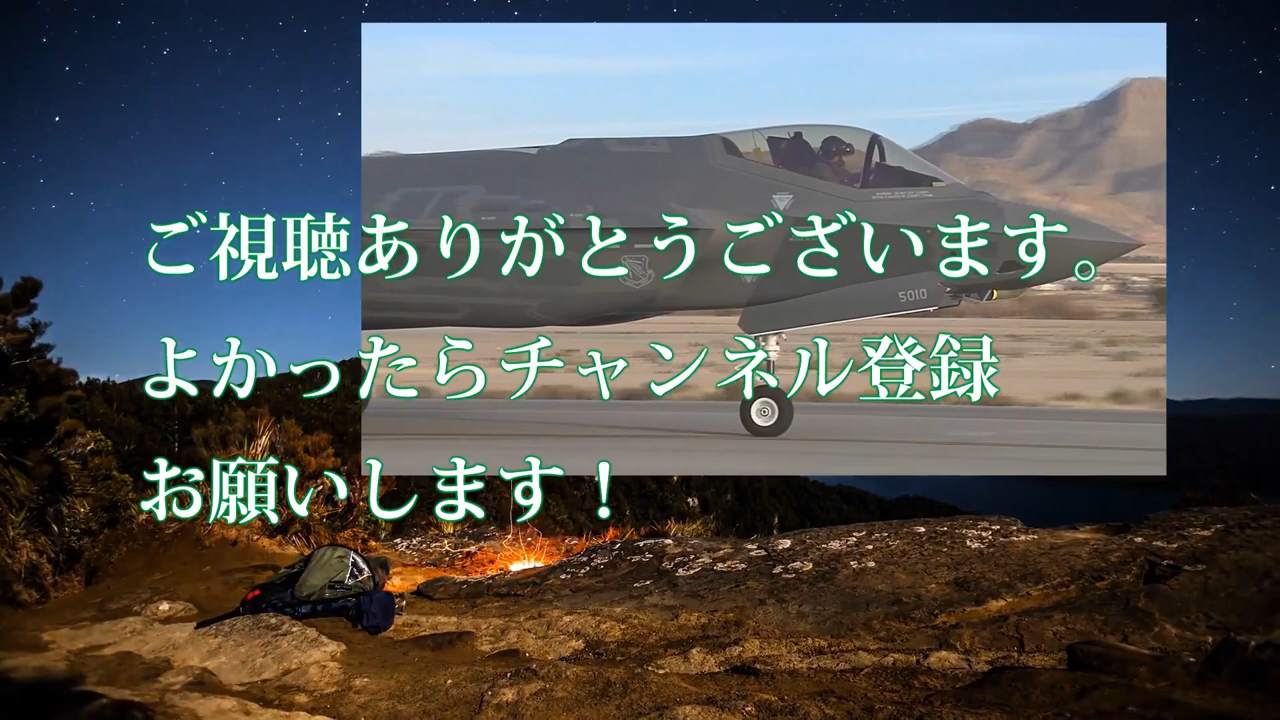 ご視聴ありがとうございます。
よかったらチャンネル登録
お願いします！
5010